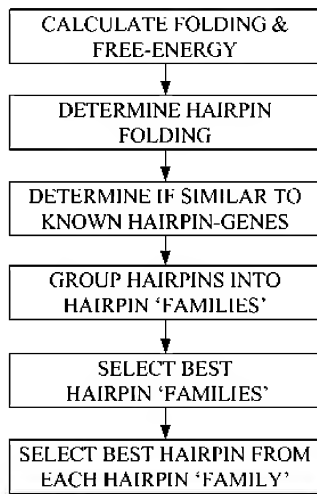 CALCULATE FOLDING &
FREE-ENERGY
DETERMINE HAIRPIN
FOLDING
DETERMINE IF SIMILAR TO
KNOWN HAIRPIN-GENES
GROUP HAIRPINS INTO
HAIRPIN ‘FAMILIES’
SELECT BEST
HAIRPIN ‘FAMILIES’
SELECT BEST HAIRPIN FROM
EACH HAIRPIN ‘FAMILY’